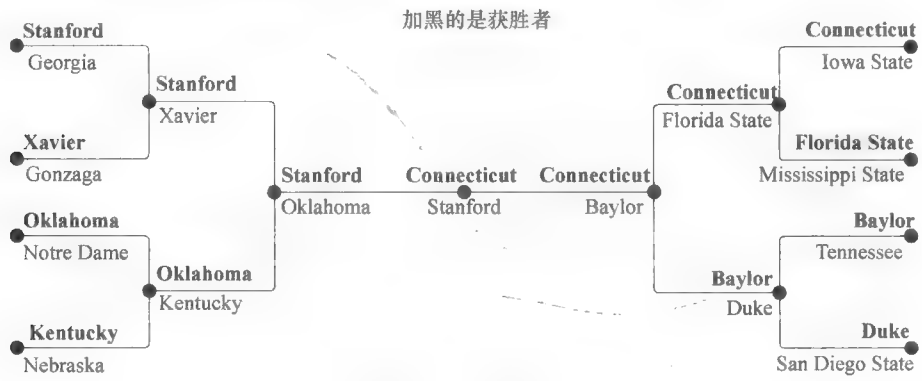 加黑的是获胜者
Stanford
Georgia
Stanford
Xavier
Xavier
Gonzaga
Stanford
Oklahoma
Oklahoma
Notre Dame
Oklahoma
Kentucky
Kentucky
Nebraska
Connecticut
Stanford
Connecticut
Baylor
Connecticut
Florida State
Connecticut
Iowa State
Florida State
Mississippi State
Baylor
Duke
Baylor
Tennessee
Duke
San Diego State